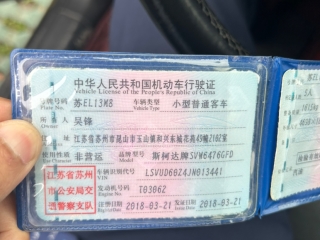 中华人民共和国机动车行驶证
Vehicle License of the People's Republic of China
号牌号码 苏EL13M8 车辆类型 小型普通客车
Plate No. Vehicle Type
所有人 吴锋
Owner
住址 江苏省苏州市昆山市玉山镇和兴东城花苑49幢2162室
使用性质 非营运 品牌型号 斯柯达牌SVW6476GFD
Use Character Model
江苏省苏州
市公安局交
通警察支队
车辆识别代号 LSVUD60Z4JN013441
VIN
发动机号码 T03062
Engine No.
注册日期 2018-03-21 发证日期 2018-03-21